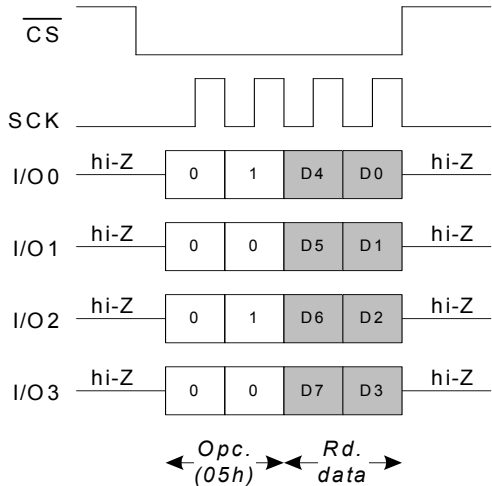 CS
SCK
hi-Z hi-Z
I/O0 0 1 D4 D0
hi-Z hi-Z
I/O1 0 0 D5 D1
hi-Z hi-Z
I/O2 0 1 D6 D2
hi-Z hi-Z
I/O3 0 0 D7 D3
Opc. Rd.
(05h) data